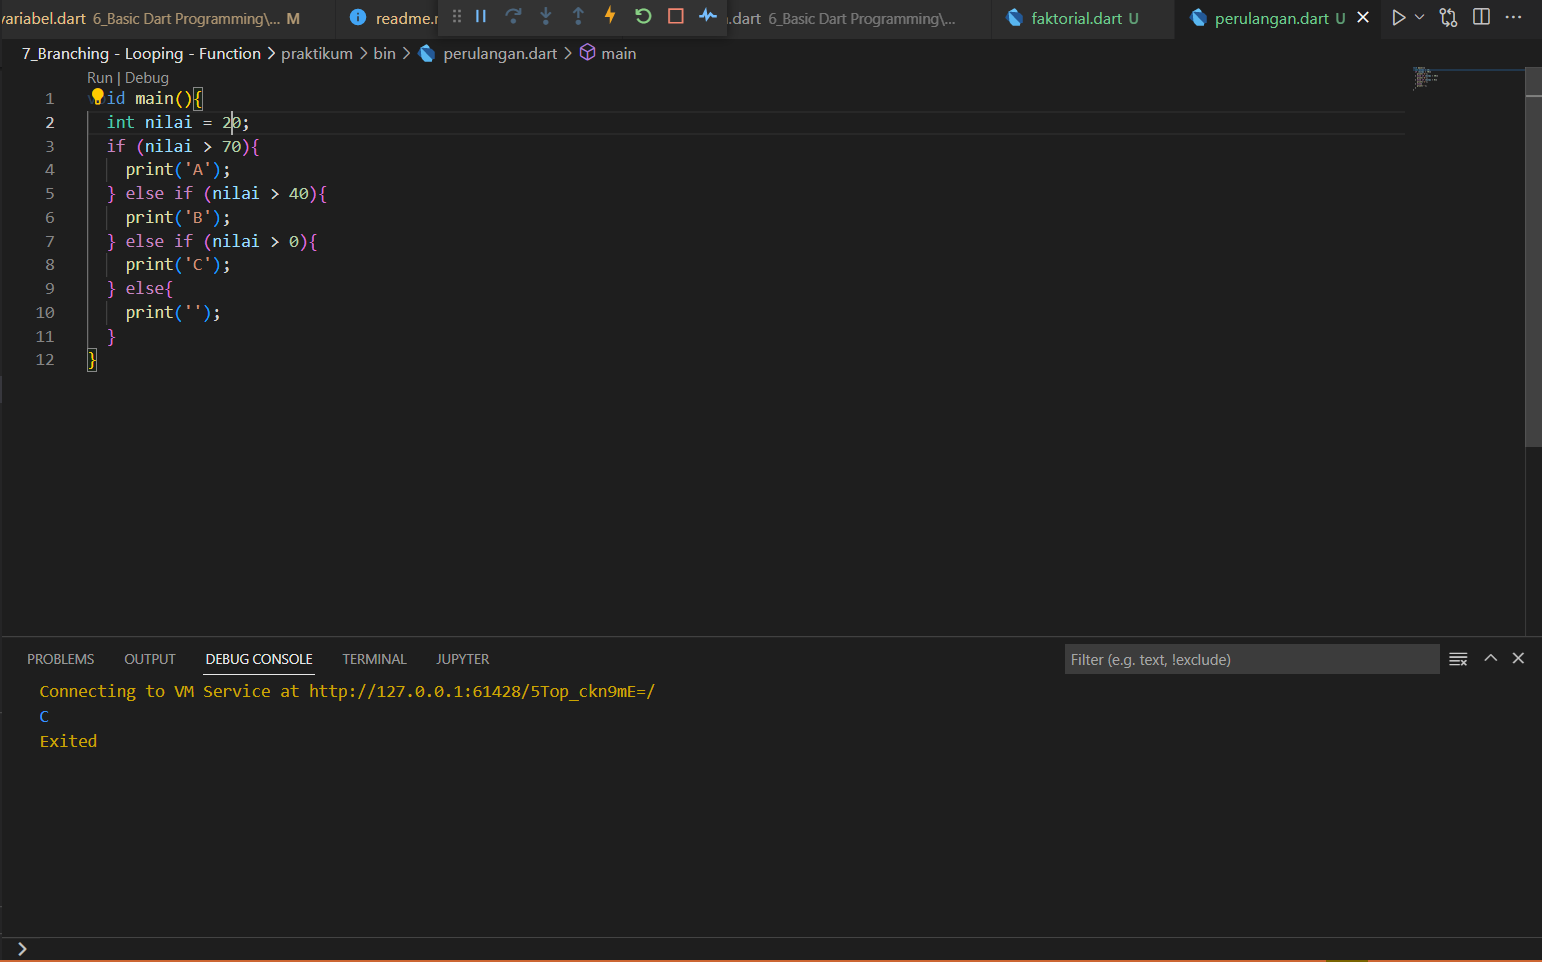 variabel.dart 6_Basic Dart Programming\... M readme.r .dart 6_Basic Dart Programming\... faktorial.dart U perulangan.dart U
7_Branching - Looping - Function > praktikum > bin > perulangan.dart > main
Run | Debug
1 void main(){
2 int nilai = 20;
3 if (nilai > 70){
4 print('A');
5 } else if (nilai > 40){
6 print('B');
7 } else if (nilai > 0){
8 print('C');
9 } else{
10 print('');
11 }
12 }
PROBLEMS OUTPUT DEBUG CONSOLE TERMINAL JUPYTER Filter (e.g. text, !exclude)
Connecting to VM Service at http://127.0.0.1:61428/5Top_ckn9mE=/
C
Exited
>